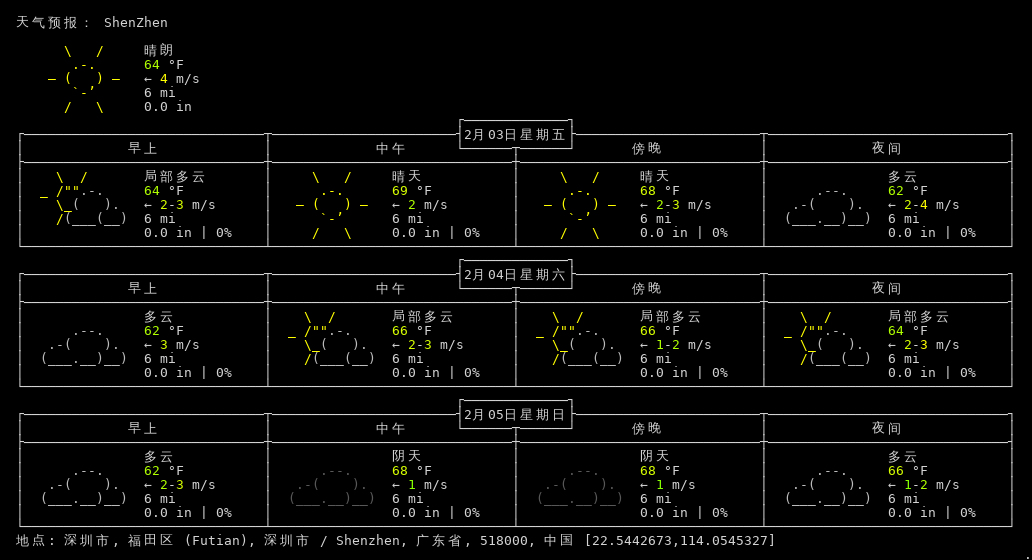 天气预报： ShenZhen
晴朗
64 °F
← 4 m/s
6 mi
0.0 in
2月03日星期五
早上 中午 傍晚 夜间
局部多云 晴天 晴天 多云
64 °F 69 °F 68 °F 62 °F
← 2-3 m/s ← 2 m/s ← 2-3 m/s ← 2-4 m/s
6 mi 6 mi 6 mi 6 mi
0.0 in | 0% 0.0 in | 0% 0.0 in | 0% 0.0 in | 0%
2月04日星期六
早上 中午 傍晚 夜间
多云 局部多云 局部多云 局部多云
62 °F 66 °F 66 °F 64 °F
← 3 m/s ← 2-3 m/s ← 1-2 m/s ← 2-3 m/s
6 mi 6 mi 6 mi 6 mi
0.0 in | 0% 0.0 in | 0% 0.0 in | 0% 0.0 in | 0%
2月05日星期日
早上 中午 傍晚 夜间
多云 阴天 阴天 多云
62 °F 68 °F 68 °F 66 °F
← 2-3 m/s ← 1 m/s ← 1 m/s ← 1-2 m/s
6 mi 6 mi 6 mi 6 mi
0.0 in | 0% 0.0 in | 0% 0.0 in | 0% 0.0 in | 0%
地点: 深圳市, 福田区 (Futian), 深圳市 / Shenzhen, 广东省, 518000, 中国 [22.5442673,114.0545327]